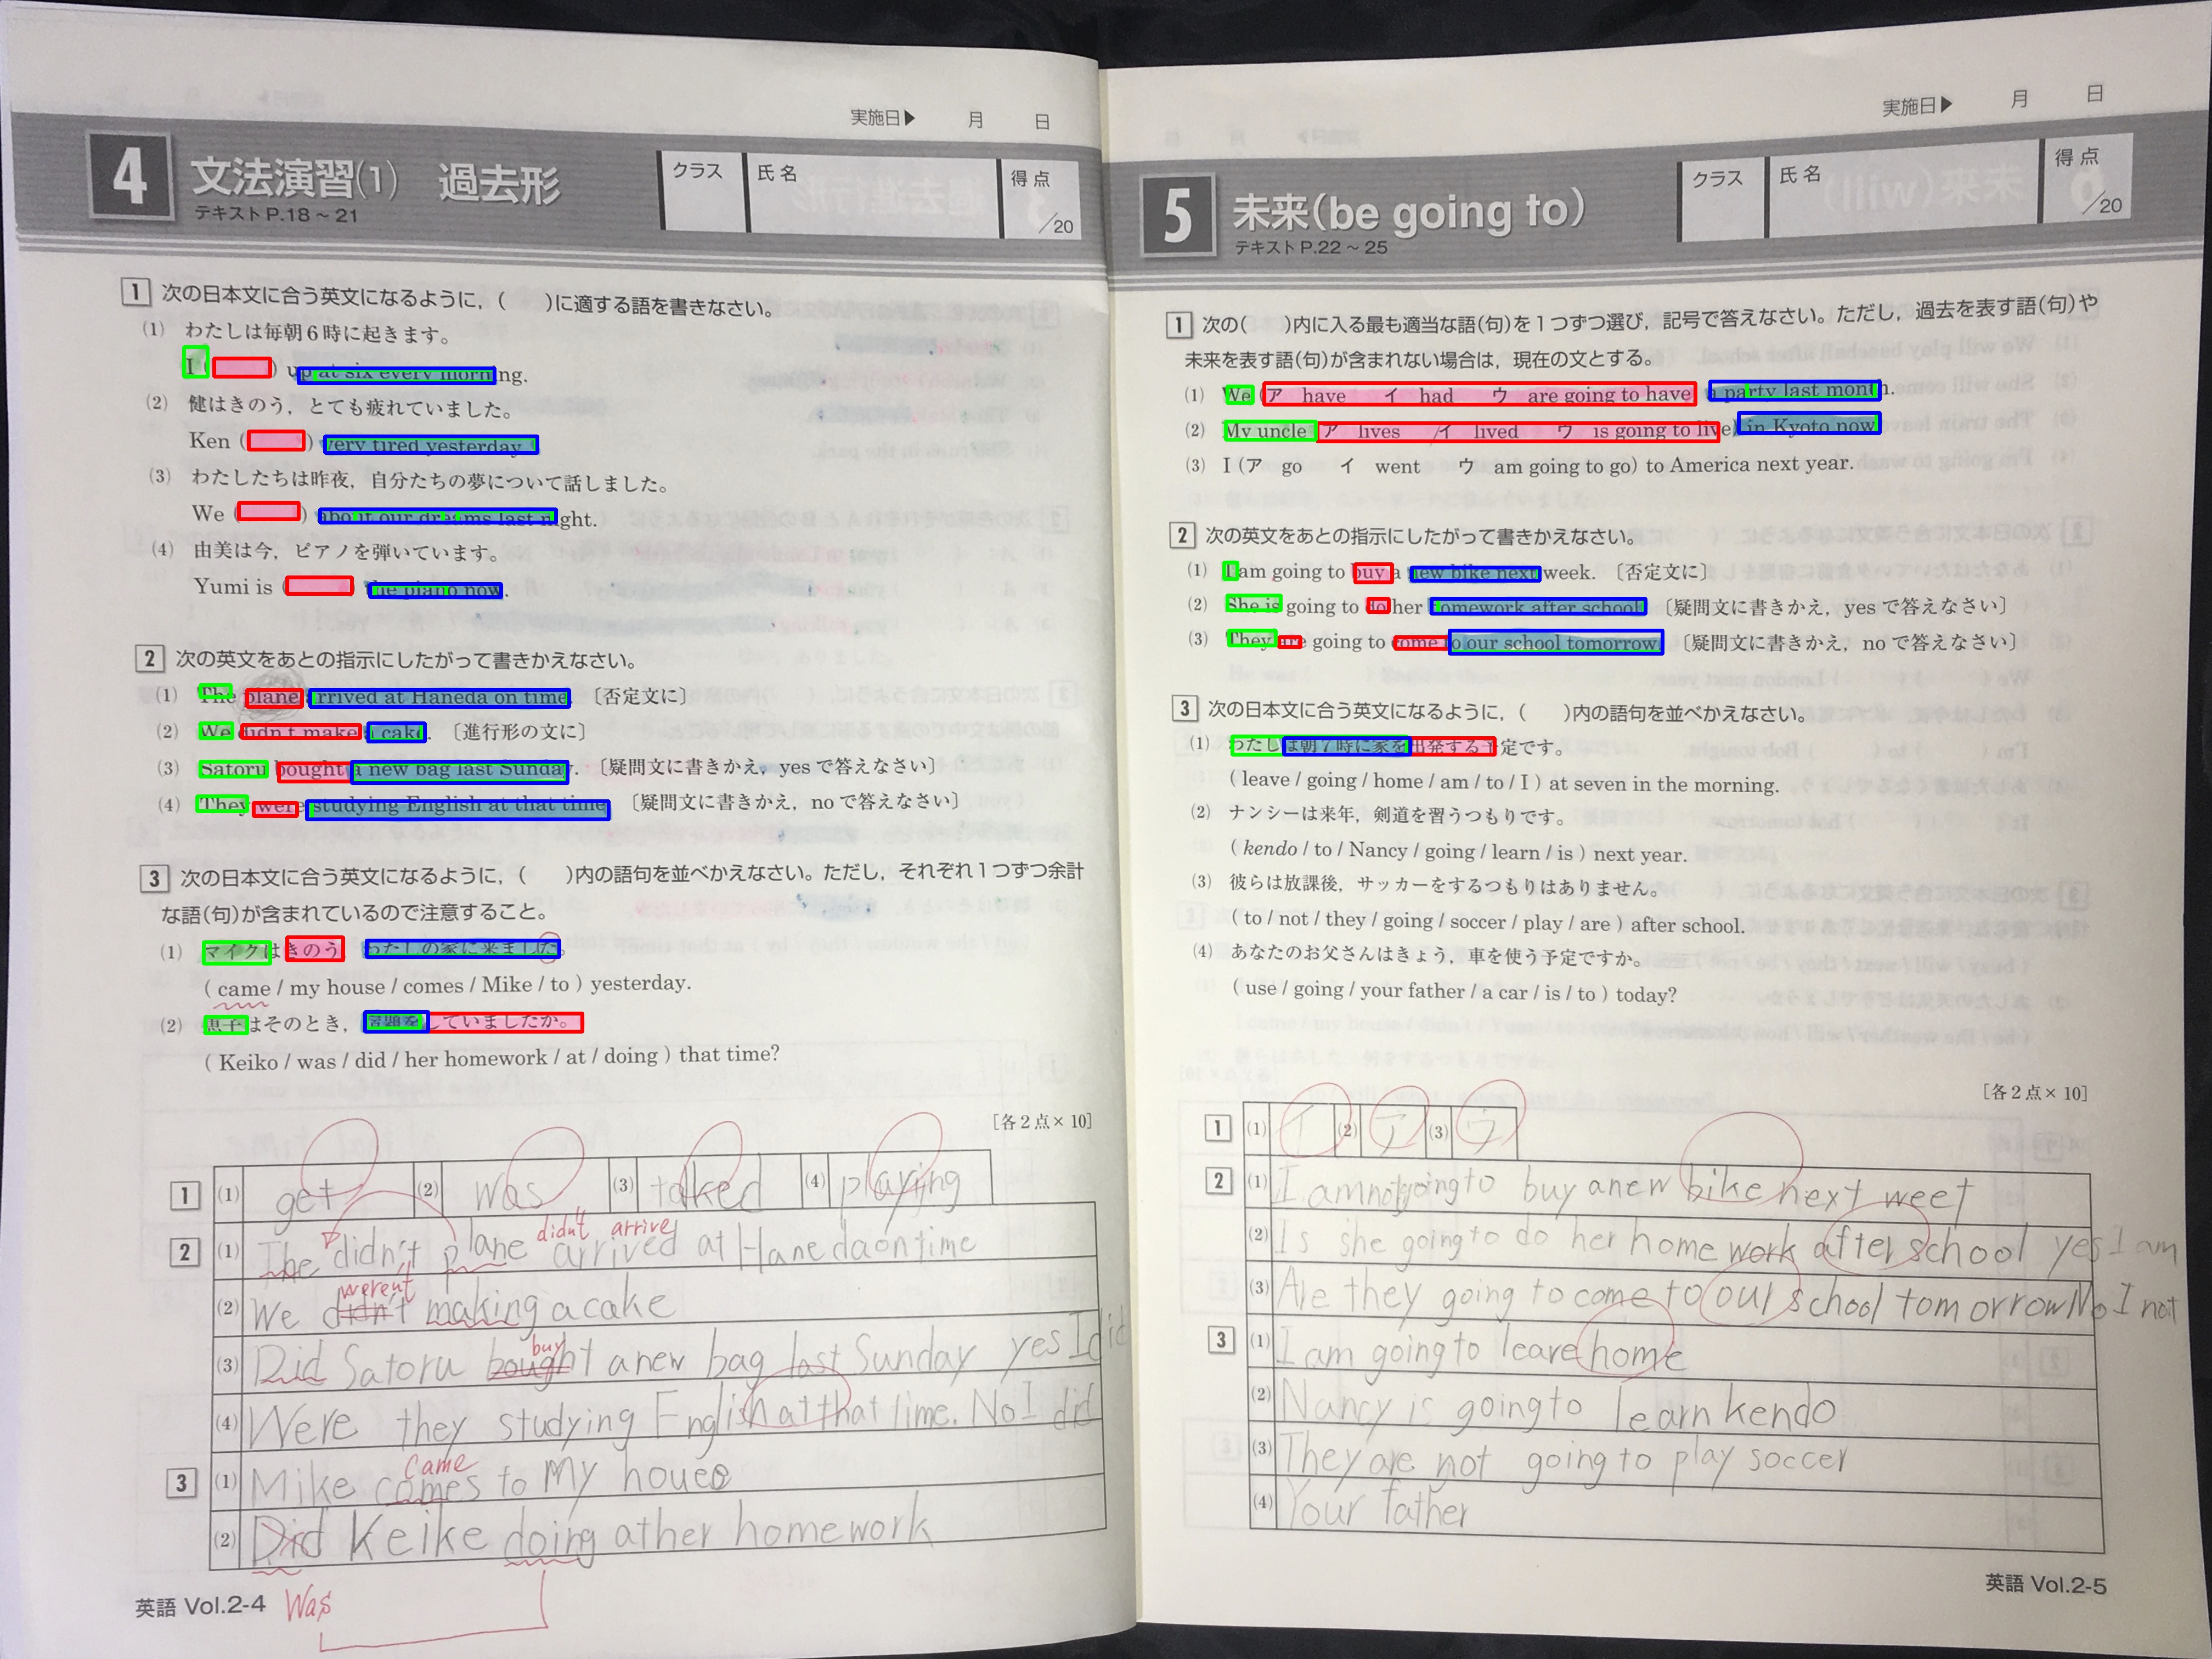 実施日▶ 月 日
4 文法演習(1) 過去形
テキストP.18～21
クラス 氏名 得点 /20
1 次の日本文に合う英文になるように，( )に適する語を書きなさい。
(1) わたしは毎朝6時に起きます。
I ( ) up at six every morning.
(2) 健はきのう，とても疲れていました。
Ken ( ) very tired yesterday.
(3) わたしたちは昨夜，自分たちの夢について話しました。
We ( ) about our dreams last night.
(4) 由美は今，ピアノを弾いています。
Yumi is ( ) the piano now.
2 次の英文をあとの指示にしたがって書きかえなさい。
(1) The plane arrived at Haneda on time. 〔否定文に〕
(2) We didn't make a cake. 〔進行形の文に〕
(3) Satoru bought a new bag last Sunday. 〔疑問文に書きかえ，yesで答えなさい〕
(4) They were studying English at that time. 〔疑問文に書きかえ，noで答えなさい〕
3 次の日本文に合う英文になるように，( )内の語句を並べかえなさい。ただし，それぞれ1つずつ余計
な語(句)が含まれているので注意すること。
(1) マイクはきのう わたしの家に来ました。
( came / my house / comes / Mike / to ) yesterday.
(2) 恵子はそのとき，宿題をしていましたか。
( Keiko / was / did / her homework / at / doing ) that time?
[各2点×10]
1 (1) get (2) was (3) talked (4) playing
didn't arrive
2 (1) The didn't plane arrived at Haneda on time
weren't
(2) We didn't making a cake
buy
(3) Did Satoru bought a new bag last Sunday yes I did
(4) Were they studying English at that time. No I did
came
3 (1) Mike comes to my houes
(2) Did Keike doing at her homework
Was
英語 Vol.2-4
実施日▶ 月 日
5 未来(be going to)
テキストP.22～25
クラス 氏名 得点 /20
1 次の( )内に入る最も適当な語(句)を1つずつ選び，記号で答えなさい。ただし，過去を表す語(句)や
未来を表す語(句)が含まれない場合は，現在の文とする。
(1) We (ア have イ had ウ are going to have) a party last month.
(2) My uncle (ア lives イ lived ウ is going to live) in Kyoto now.
(3) I (ア go イ went ウ am going to go) to America next year.
2 次の英文をあとの指示にしたがって書きかえなさい。
(1) I am going to buy a new bike next week. 〔否定文に〕
(2) She is going to do her homework after school. 〔疑問文に書きかえ，yesで答えなさい〕
(3) They are going to come to our school tomorrow. 〔疑問文に書きかえ，noで答えなさい〕
3 次の日本文に合う英文になるように，( )内の語句を並べかえなさい。
(1) わたしは朝7時に家を出発する予定です。
( leave / going / home / am / to / I ) at seven in the morning.
(2) ナンシーは来年，剣道を習うつもりです。
( kendo / to / Nancy / going / learn / is ) next year.
(3) 彼らは放課後，サッカーをするつもりはありません。
( to / not / they / going / soccer / play / are ) after school.
(4) あなたのお父さんはきょう，車を使う予定ですか。
( use / going / your father / a car / is / to ) today?
[各2点×10]
1 (1) イ (2) ア (3) ウ
2 (1) I am not going to buy a new bike next weet
(2) Is she going to do her home work after school yes I am
(3) Are they going to come to our school tomorrow No I not
3 (1) I am going to leave home
(2) Nancy is going to learn kendo
(3) They are not going to play soccer
(4) Your father
英語 Vol.2-5